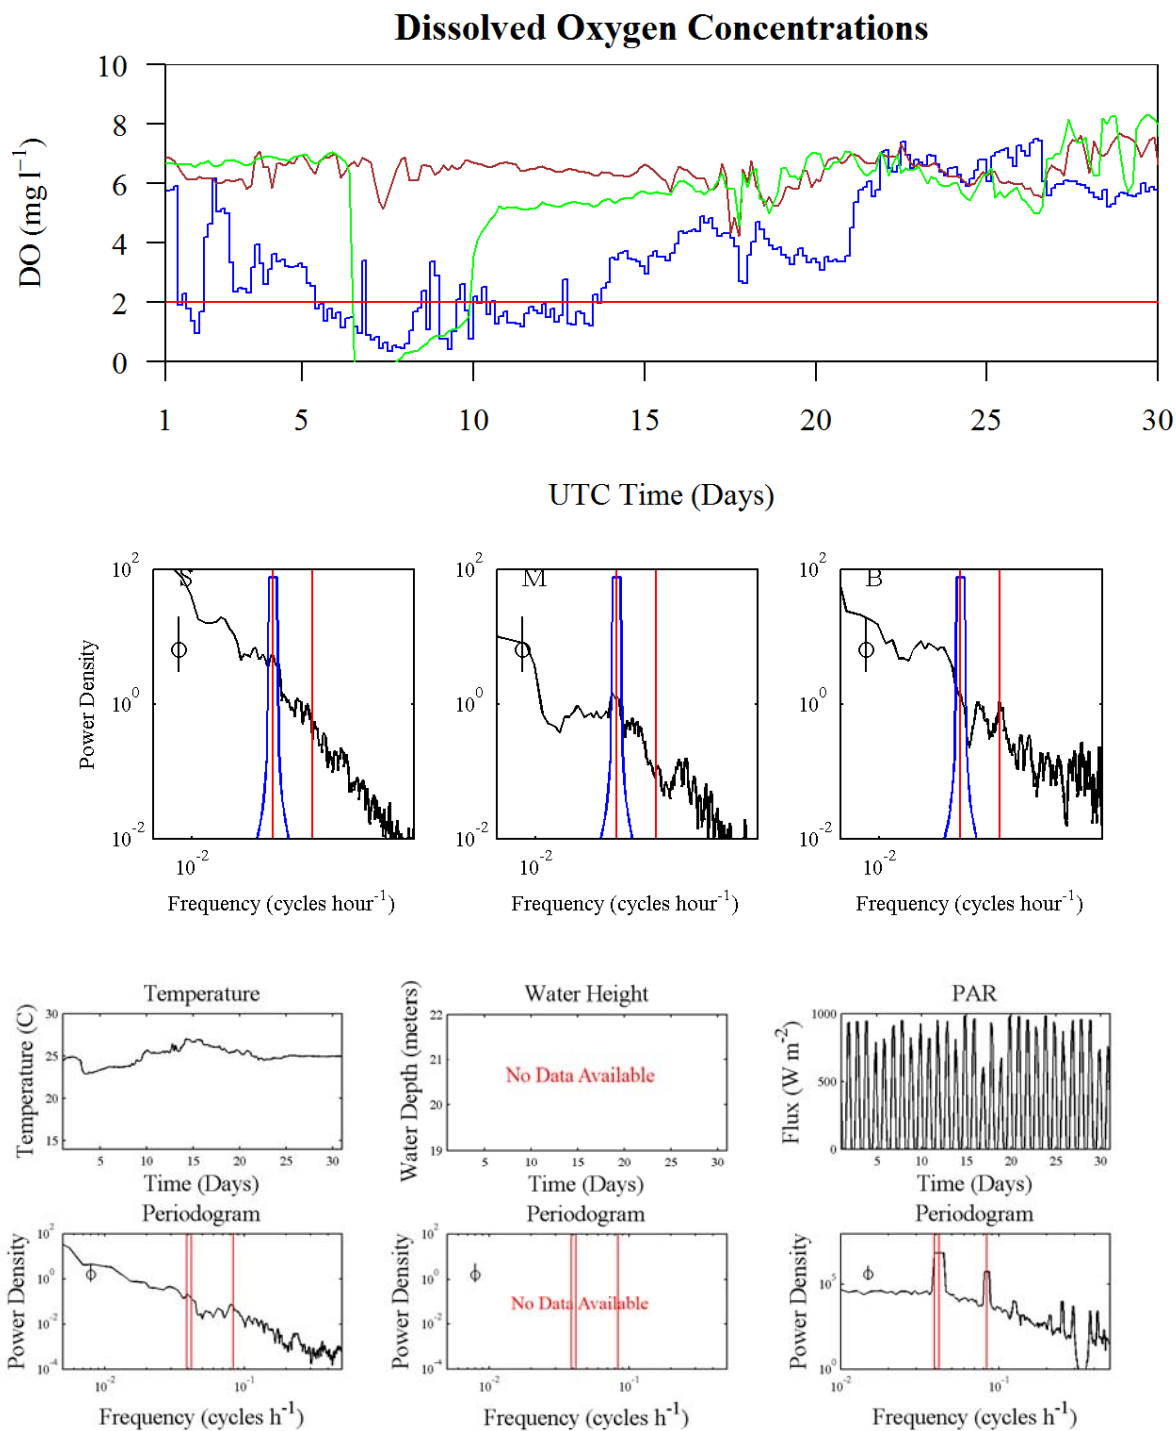 Dissolved Oxygen Concentrations
DO (mg l⁻¹)
10
8
6
4
2
0
1 5 10 15 20 25 30
UTC Time (Days)
Power Density
10² 10⁰ 10⁻²
S
10⁻²
Frequency (cycles hour⁻¹)
10² 10⁰ 10⁻²
M
10⁻²
Frequency (cycles hour⁻¹)
10² 10⁰ 10⁻²
B
10⁻²
Frequency (cycles hour⁻¹)
Temperature
Temperature (C)
30 25 20 15
5 10 15 20 25 30
Time (Days)
Water Height
Water Depth (meters)
22 21 20 19
No Data Available
5 10 15 20 25 30
Time (Days)
PAR
Flux (W m⁻²)
1000 500 0
5 10 15 20 25 30
Time (Days)
Periodogram
Power Density
10² 10⁰ 10⁻² 10⁻⁴
10⁻² 10⁻¹
Frequency (cycles h⁻¹)
Periodogram
Power Density
10² 10⁰ 10⁻² 10⁻⁴
No Data Available
10⁻² 10⁻¹
Frequency (cycles h⁻¹)
Periodogram
Power Density
10⁵ 10⁰
10⁻² 10⁻¹
Frequency (cycles h⁻¹)